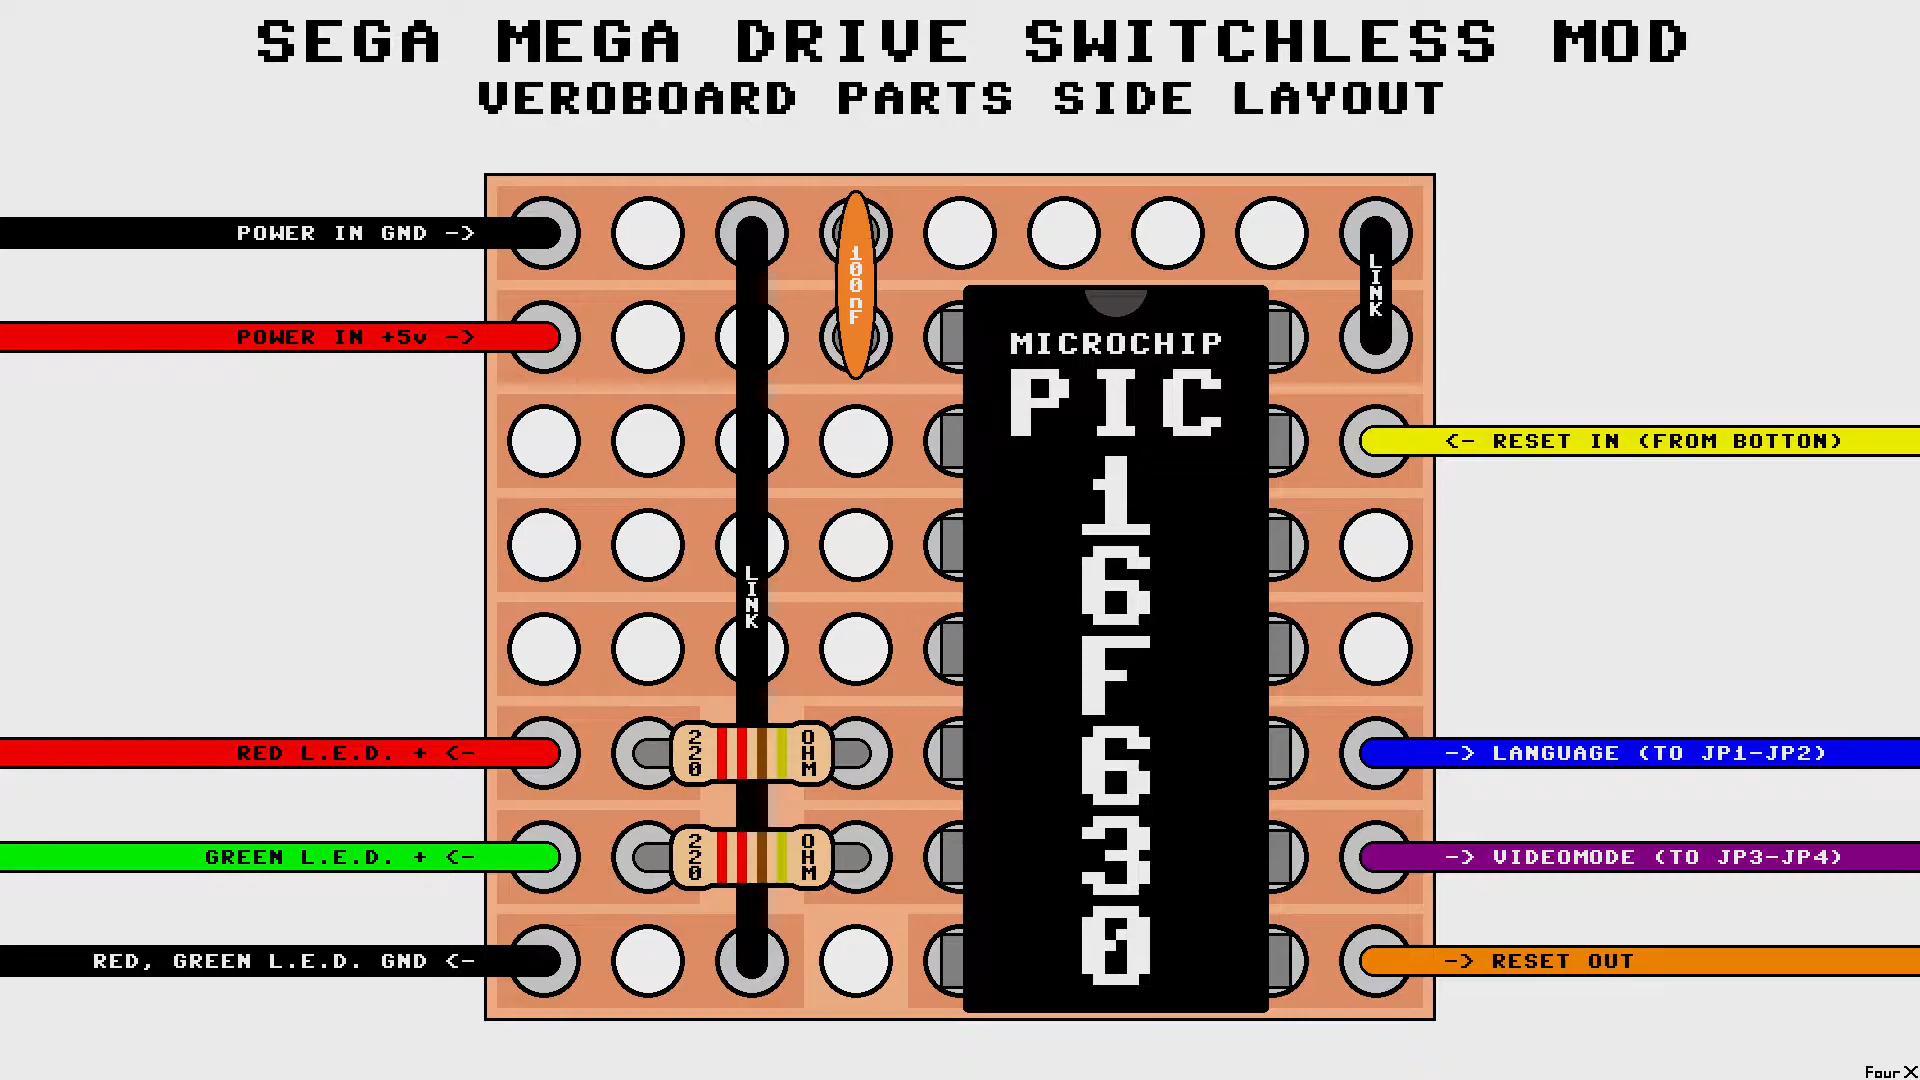 SEGA MEGA DRIVE SWITCHLESS MOD
VEROBOARD PARTS SIDE LAYOUT
POWER IN GND ->
100nF
LINK
POWER IN +5v ->
MICROCHIP
PIC
16F630
<- RESET IN (FROM BOTTON)
LINK
RED L.E.D. + <-
220 OHM
-> LANGUAGE (TO JP1-JP2)
GREEN L.E.D. + <-
220 OHM
-> VIDEOMODE (TO JP3-JP4)
RED, GREEN L.E.D. GND <-
-> RESET OUT
Four X